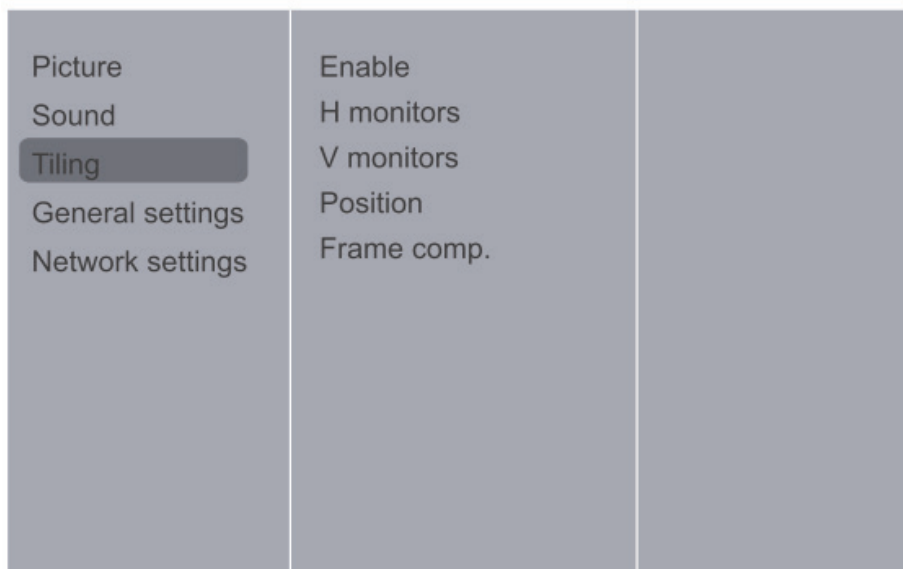 Picture
Sound
Tiling
General settings
Network settings
Enable
H monitors
V monitors
Position
Frame comp.